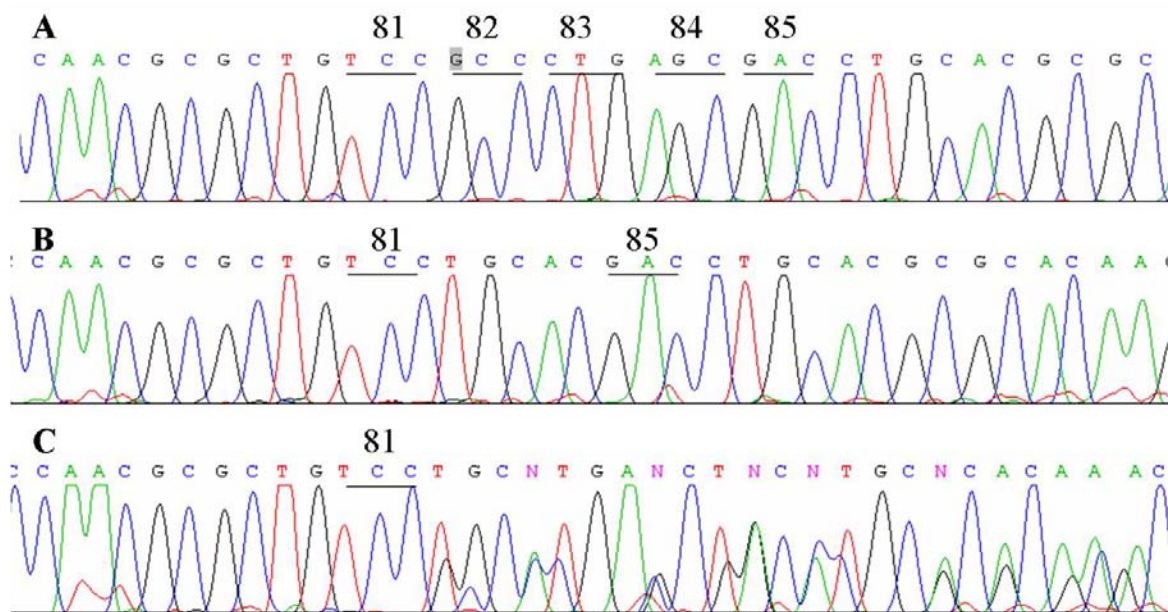 A 81 82 83 84 85
C A A C G C G C T G T C C G C C C T G A G C G A C C T G C A C G C G C
B 81 85
C C A A C G C G C T G T C C T G C A C G A C C T G C A C G C G C A C A A G
C 81
C C A A C G C G C T G T C C T G C N T G A N C T N C N T G C N C A C A A A C